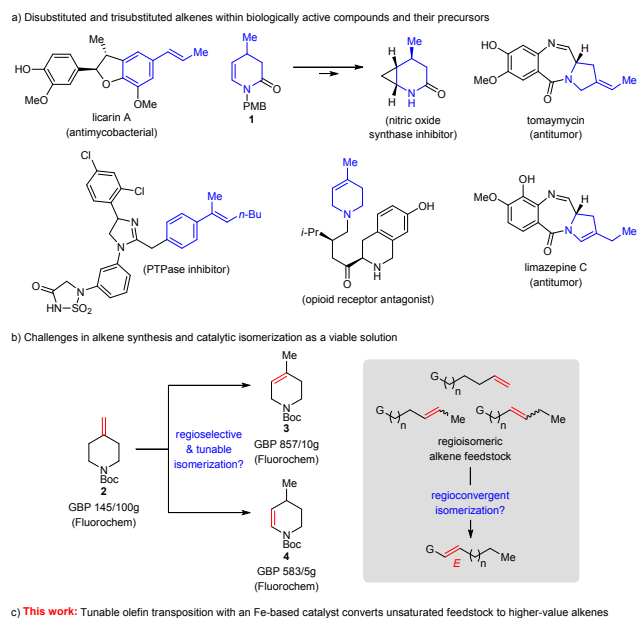 a) Disubstituted and trisubstituted alkenes within biologically active compounds and their precursors
Me
Me
HO
O
MeO
OMe
licarin A
(antimycobacterial)
Me
N
O
PMB
1
Me
H
H
N
H
O
(nitric oxide
synthase inhibitor)
HO
MeO
N
H
N
O
Me
tomaymycin
(antitumor)
Cl
Cl
N
N
Me
n-Bu
O
N
HN
SO2
(PTPase inhibitor)
Me
N
i-Pr
O
HN
OH
(opioid receptor antagonist)
OH
MeO
N
H
N
O
Me
limazepine C
(antitumor)
b) Challenges in alkene synthesis and catalytic isomerization as a viable solution
N
Boc
2
GBP 145/100g
(Fluorochem)
regioselective
& tunable
isomerization?
Me
N
Boc
3
GBP 857/10g
(Fluorochem)
Me
N
Boc
4
GBP 583/5g
(Fluorochem)
G
n
G
n
Me
G
n
Me
regioisomeric
alkene feedstock
regioconvergent
isomerization?
G
E
n
Me
c) This work: Tunable olefin transposition with an Fe-based catalyst converts unsaturated feedstock to higher-value alkenes